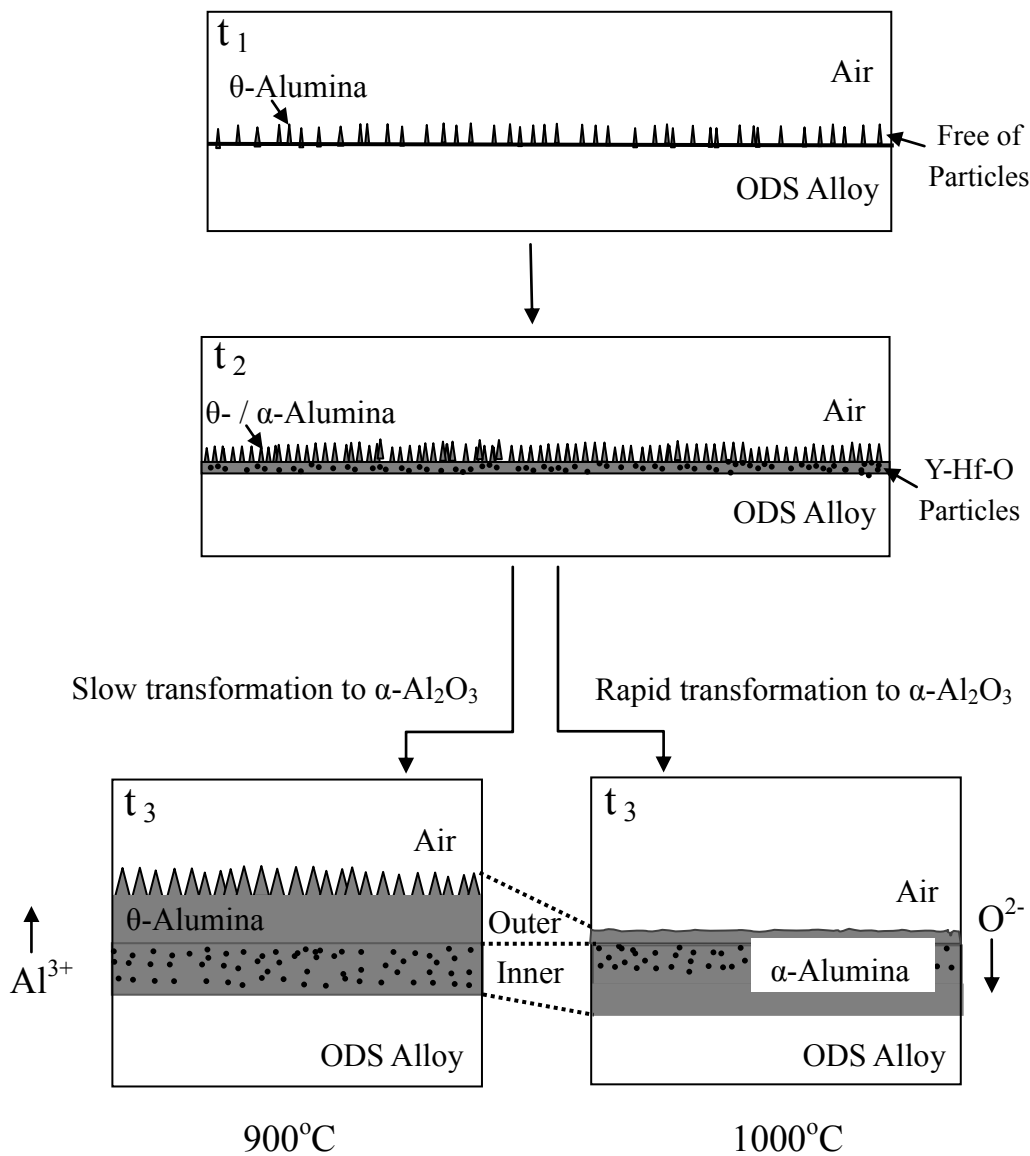 t₁
Air
θ-Alumina
Free of
Particles
ODS Alloy
t₂
θ- / α-Alumina
Air
Y-Hf-O
Particles
ODS Alloy
Slow transformation to α-Al₂O₃
Rapid transformation to α-Al₂O₃
t₃
Air
θ-Alumina
Al³⁺
ODS Alloy
Outer
Inner
t₃
Air
O²⁻
α-Alumina
ODS Alloy
900°C
1000°C